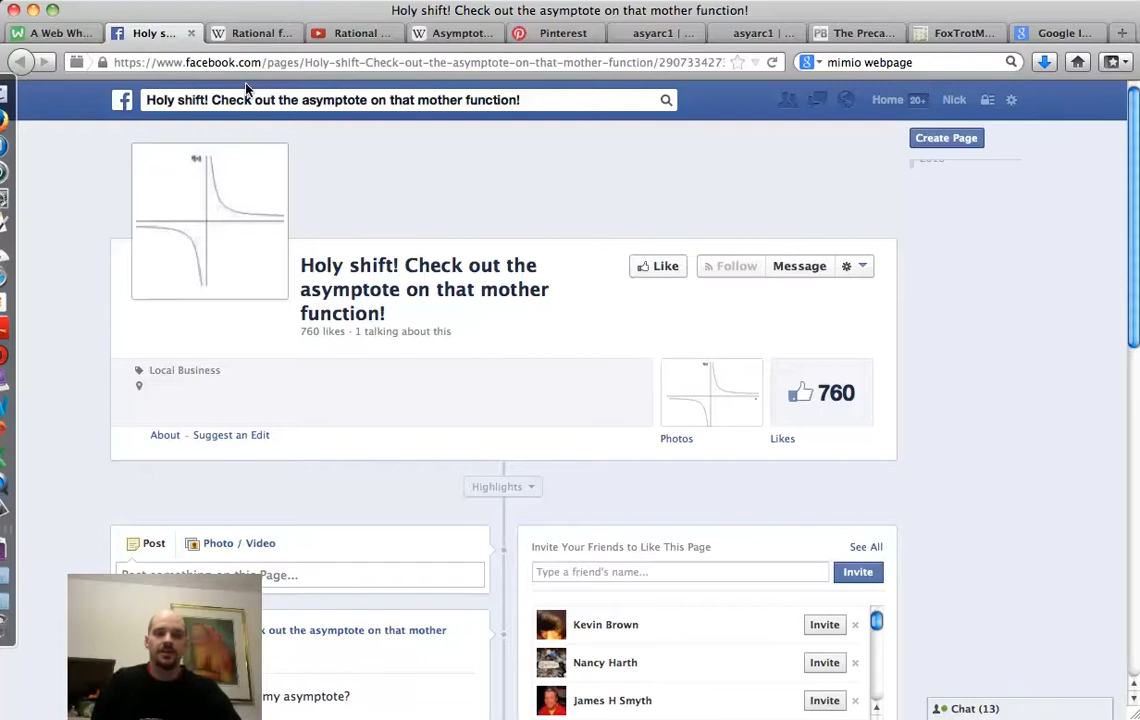 Holy shift! Check out the asymptote on that mother function!
A Web Wh...
Holy s...
Rational f...
Rational ...
Asymptot...
Pinterest
asyarc1 | ...
asyarc1 | ...
The Preca...
FoxTrotM...
Google I...
https://www.facebook.com/pages/Holy-shift-Check-out-the-asymptote-on-that-mother-function/2907334273
mimio webpage
Holy shift! Check out the asymptote on that mother function!
Home 20+
Nick
Create Page
Holy shift! Check out the
asymptote on that mother
function!
760 likes · 1 talking about this
Like
Follow
Message
Local Business
760
About - Suggest an Edit
Photos
Likes
Highlights
Post
Photo / Video
Post something on this Page...
Invite Your Friends to Like This Page
See All
Type a friend's name...
Invite
Kevin Brown
Invite
out the asymptote on that mother
Nancy Harth
Invite
my asymptote?
James H Smyth
Invite
Chat (13)